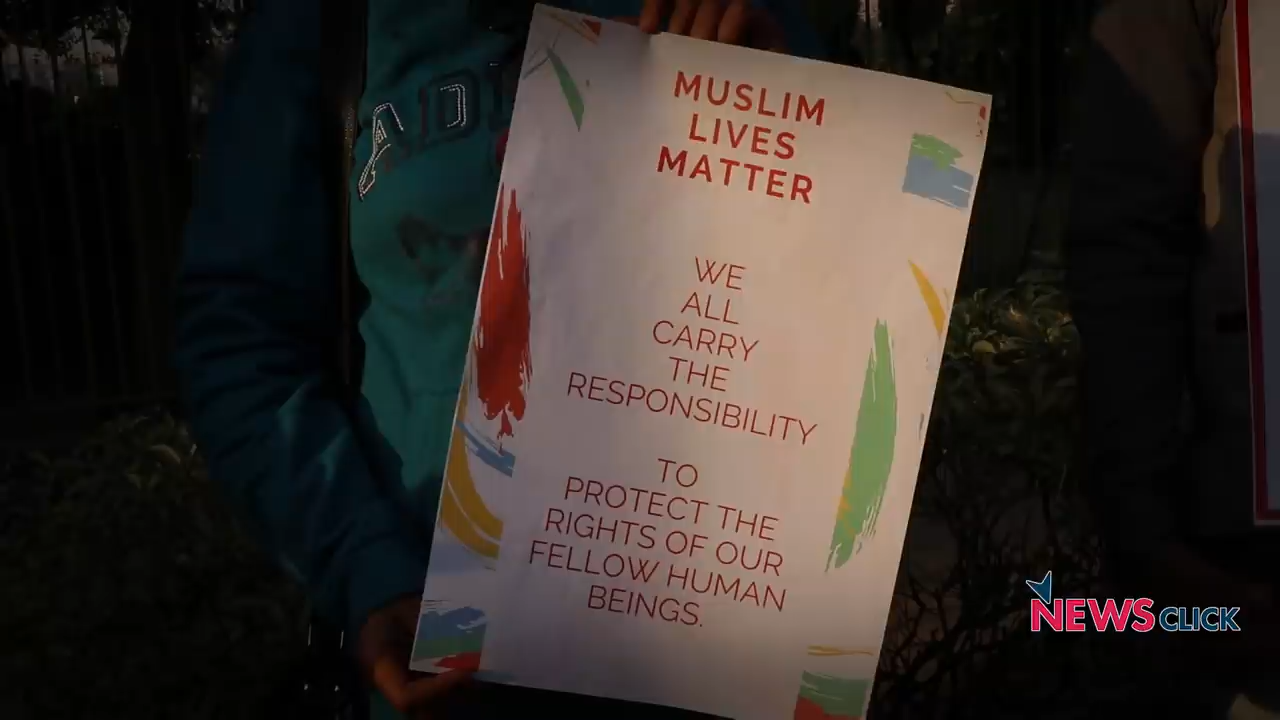 MUSLIM
LIVES
MATTER
WE
ALL
CARRY
THE
RESPONSIBILITY
TO
PROTECT THE
RIGHTS OF OUR
FELLOW HUMAN
BEINGS.
NEWSCLICK